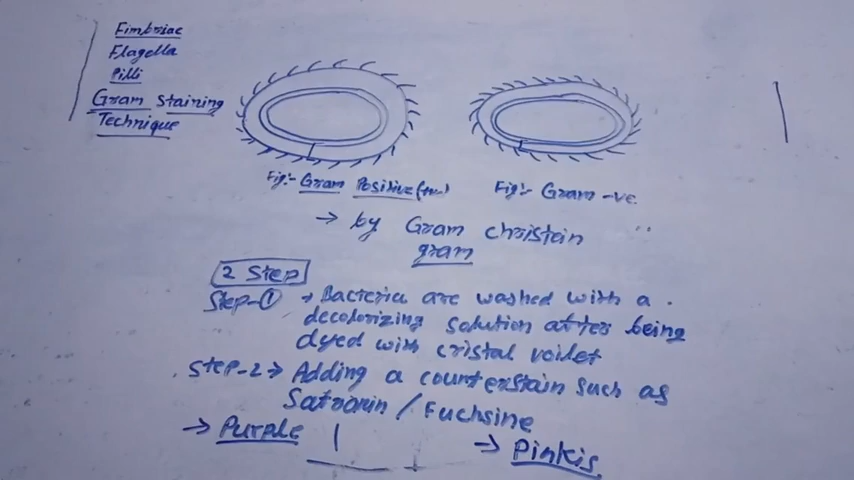 Fimbriae
Flagella
Pilli
Gram Staining
Technique
Fig:- Gram Positive(+ve)
Fig:- Gram -ve.
→ by Gram christain
gram
2 Step
Step-① → Bacteria are washed with a
decolorizing solution after being
dyed with cristal voilet
Step-2 → Adding a counterstain such as
Safranin / Fuchsine
→ Purple
→ Pinkis